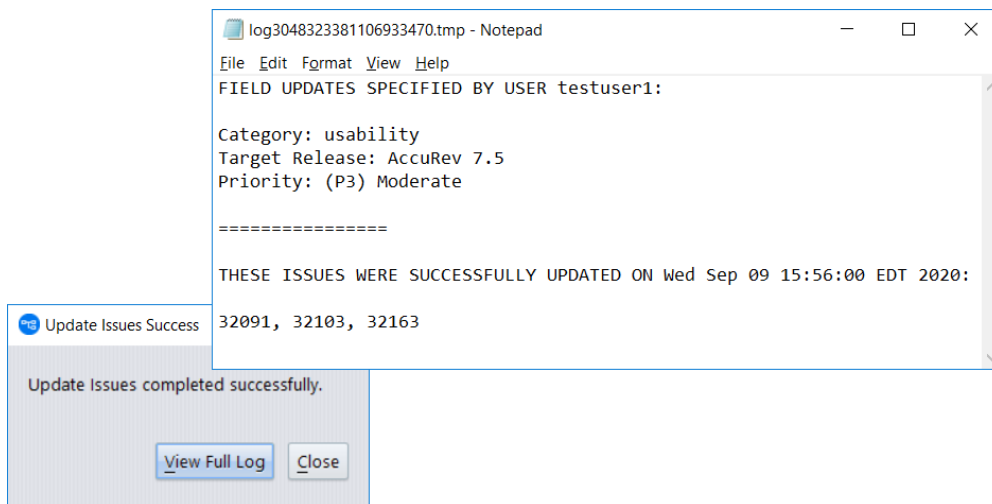 log3048323381106933470.tmp - Notepad
File Edit Format View Help
FIELD UPDATES SPECIFIED BY USER testuser1:
Category: usability
Target Release: AccuRev 7.5
Priority: (P3) Moderate
================
THESE ISSUES WERE SUCCESSFULLY UPDATED ON Wed Sep 09 15:56:00 EDT 2020:
32091, 32103, 32163
Update Issues Success
Update Issues completed successfully.
View Full Log Close